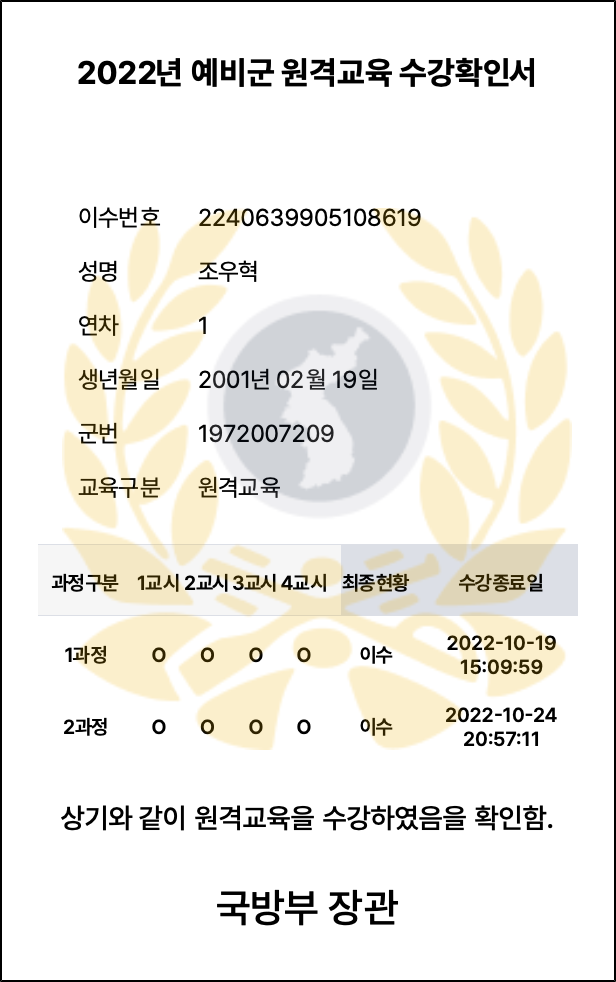 2022년 예비군 원격교육 수강확인서
이수번호 2240639905108619
성명 조우혁
연차 1
생년월일 2001년 02월 19일
군번 1972007209
교육구분 원격교육
과정구분 1교시 2교시 3교시 4교시 최종현황 수강종료일
1과정 O O O O 이수 2022-10-19
15:09:59
2과정 O O O O 이수 2022-10-24
20:57:11
상기와 같이 원격교육을 수강하였음을 확인함.
국방부 장관